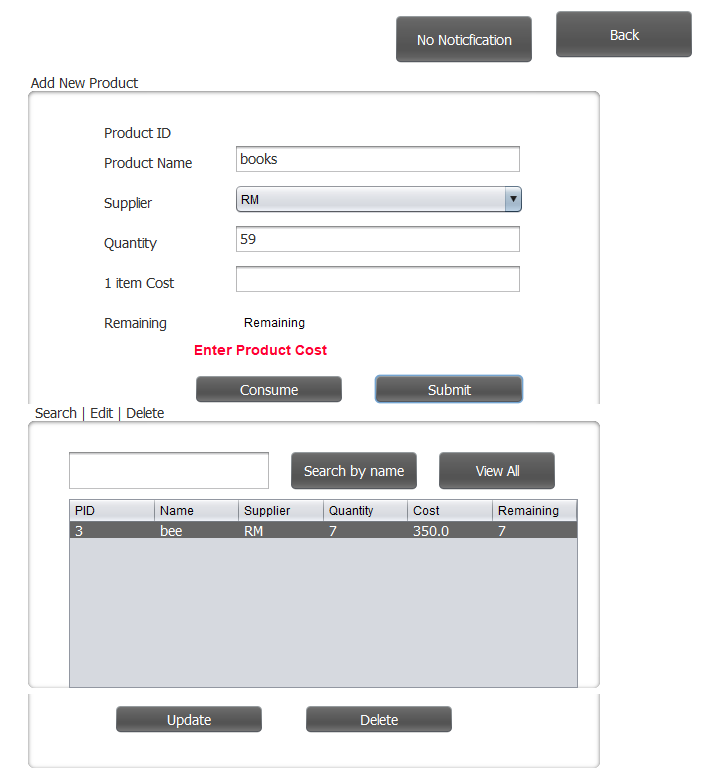 No Noticfication
Back
Add New Product
Product ID
Product Name books
Supplier RM
Quantity 59
1 item Cost
Remaining Remaining
Enter Product Cost
Consume Submit
Search | Edit | Delete
Search by name View All
PID Name Supplier Quantity Cost Remaining
3 bee RM 7 350.0 7
Update Delete